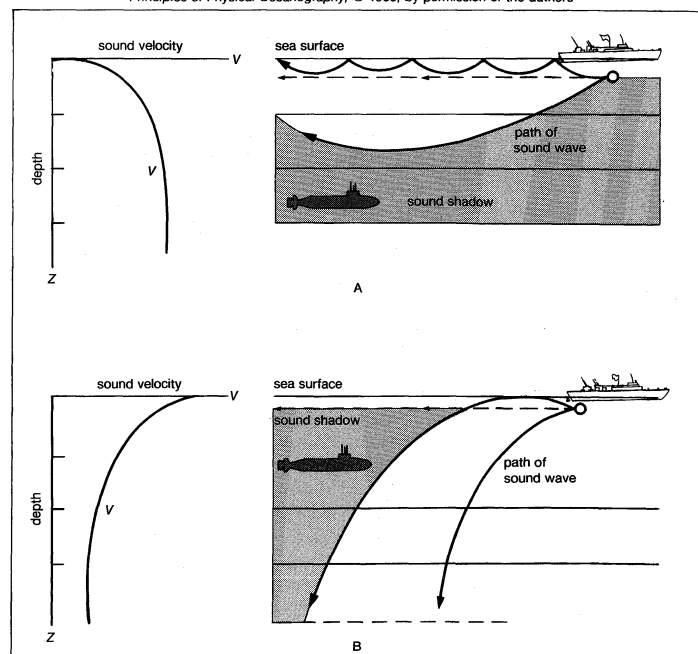 Principles of Physical Oceanography, © 1966, by permission of the authors
sound velocity
V
sea surface
path of
sound wave
depth
V
sound shadow
Z
A
sound velocity
V
sea surface
sound shadow
path of
sound wave
depth
V
Z
B